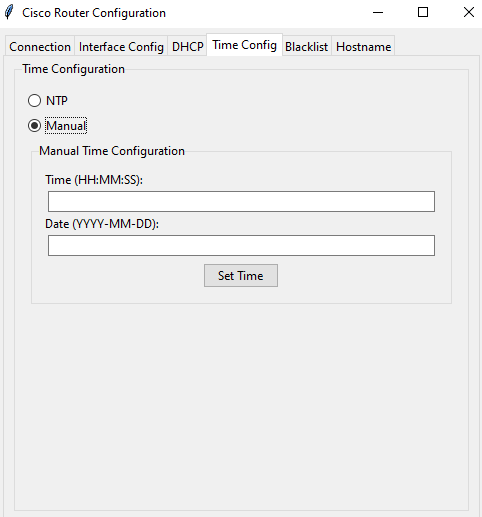 Cisco Router Configuration
Connection Interface Config DHCP Time Config Blacklist Hostname
Time Configuration
NTP
Manual
Manual Time Configuration
Time (HH:MM:SS):
Date (YYYY-MM-DD):
Set Time